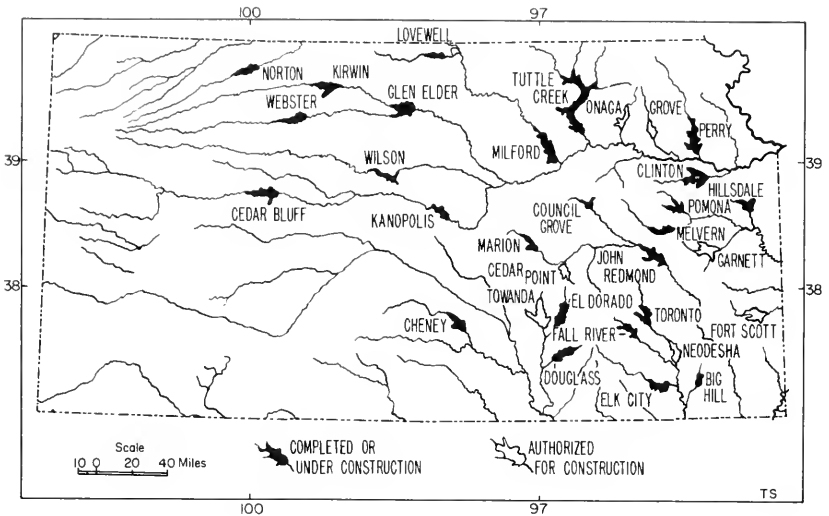 100
97
LOVEWELL
NORTON
KIRWIN
WEBSTER
GLEN ELDER
TUTTLE
CREEK
ONAGA
GROVE
PERRY
MILFORD
39
39
WILSON
CLINTON
HILLSDALE
CEDAR BLUFF
KANOPOLIS
COUNCIL
GROVE
POMONA
MELVERN
MARION
GARNETT
CEDAR
POINT
JOHN
REDMOND
38
38
TOWANDA
EL DORADO
TORONTO
FORT SCOTT
CHENEY
FALL RIVER
NEODESHA
DOUGLASS
ELK CITY
BIG
HILL
Scale
10 0 20 40 Miles
COMPLETED OR
UNDER CONSTRUCTION
AUTHORIZED
FOR CONSTRUCTION
TS
100
97